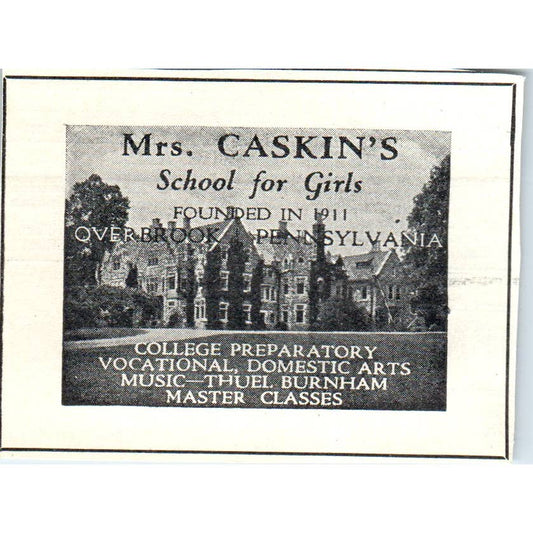 Mrs. CASKIN'S
School for Girls
FOUNDED IN 1911
OVERBROOK, PENNSYLVANIA
COLLEGE PREPARATORY
VOCATIONAL, DOMESTIC ARTS
MUSIC—THUEL BURNHAM
MASTER CLASSES